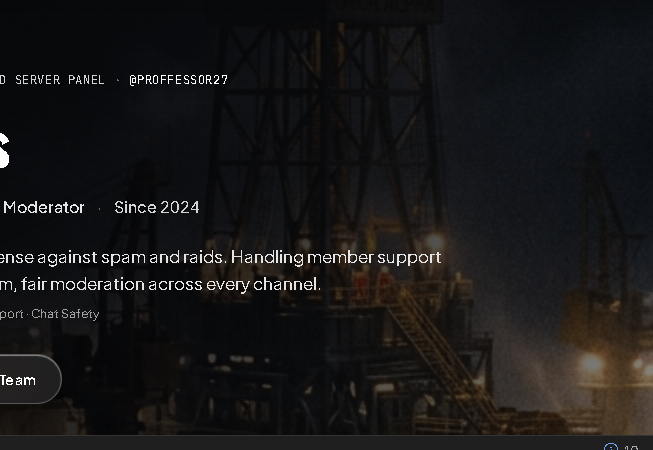 D SERVER PANEL · @PROFFESSOR27
s
Moderator · Since 2024
ense against spam and raids. Handling member support
m, fair moderation across every channel.
port · Chat Safety
Team